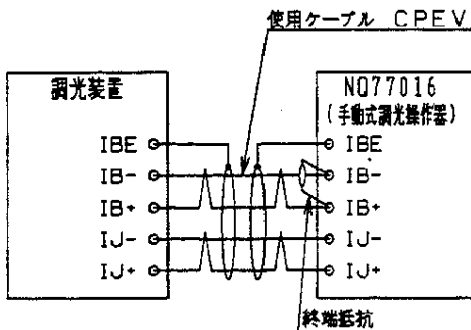 使用ケーブル CPEV
調光装置
NQ77016
(手動式調光操作器)
IBE
IBE
IB-
IB-
IB+
IB+
IJ-
IJ-
IJ+
IJ+
終端抵抗